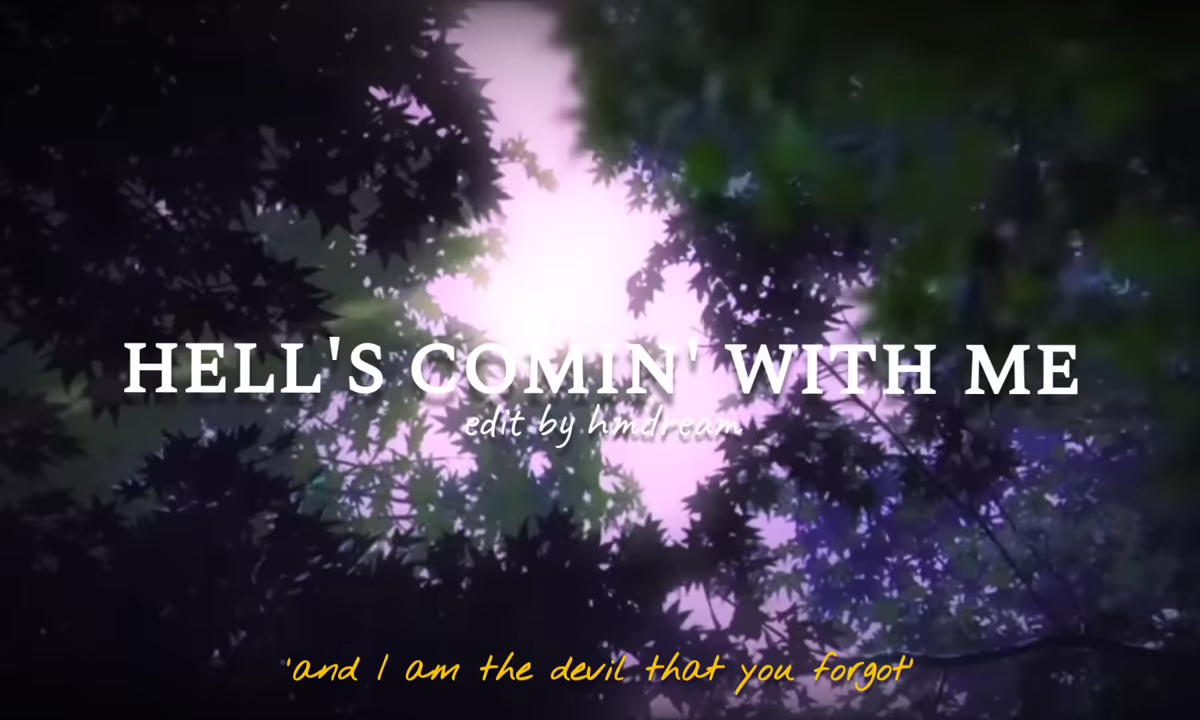 HELL'S COMIN' WITH ME
edit by hmdream
'and I am the devil that you forgot'